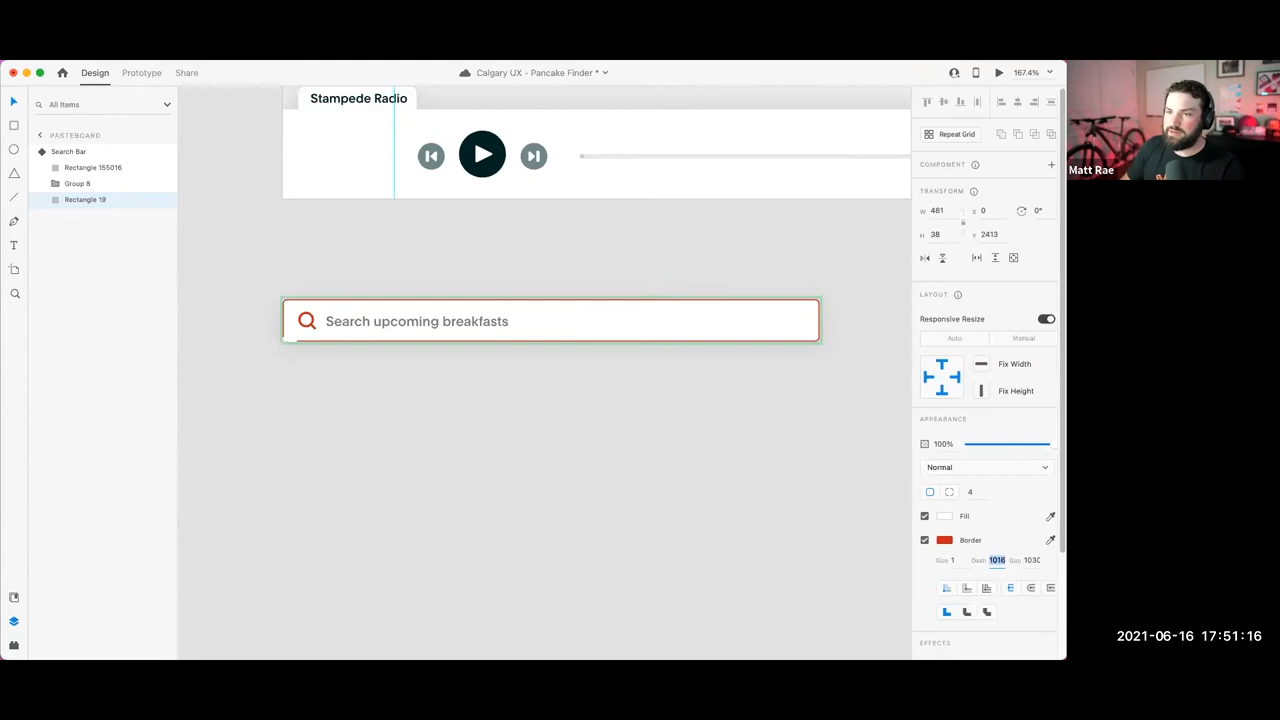 Design Prototype Share
Calgary UX - Pancake Finder *
167.4%
All Items
PASTEBOARD
Search Bar
Rectangle 155016
Group 8
Rectangle 19
Stampede Radio
Search upcoming breakfasts
Repeat Grid
COMPONENT
TRANSFORM
W 481 X 0 0°
H 38 Y 2413
LAYOUT
Responsive Resize
Auto Manual
Fix Width
Fix Height
APPEARANCE
100%
Normal
4
Fill
Border
Size 1 Dash 1016 Gap 1030
EFFECTS
Matt Rae
2021-06-16 17:51:16